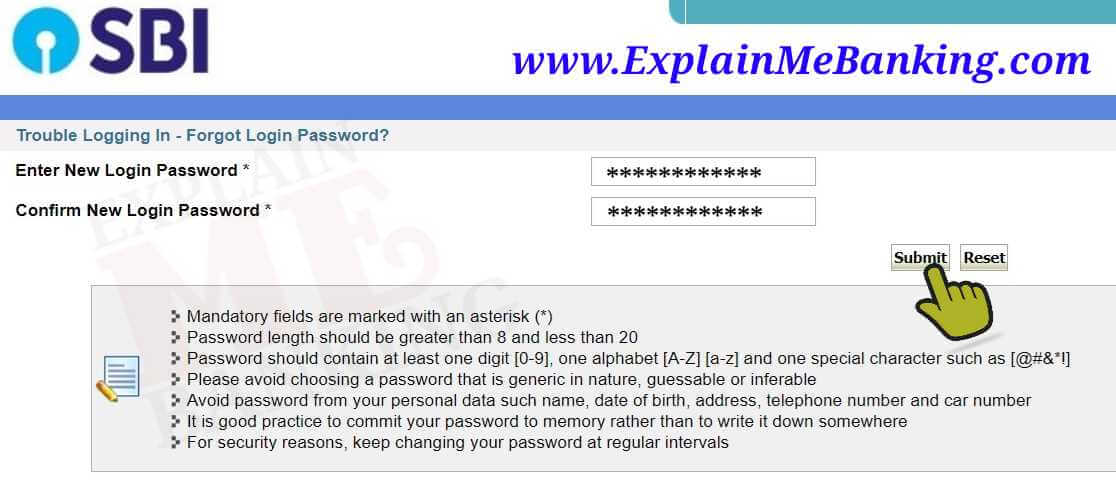 SBI
www.ExplainMeBanking.com
Trouble Logging In - Forgot Login Password?
Enter New Login Password *
************
Confirm New Login Password *
************
Submit Reset
Mandatory fields are marked with an asterisk (*)
Password length should be greater than 8 and less than 20
Password should contain at least one digit [0-9], one alphabet [A-Z] [a-z] and one special character such as [@#&*!]
Please avoid choosing a password that is generic in nature, guessable or inferable
Avoid password from your personal data such name, date of birth, address, telephone number and car number
It is good practice to commit your password to memory rather than to write it down somewhere
For security reasons, keep changing your password at regular intervals
EXPLAIN
ME
BANKING